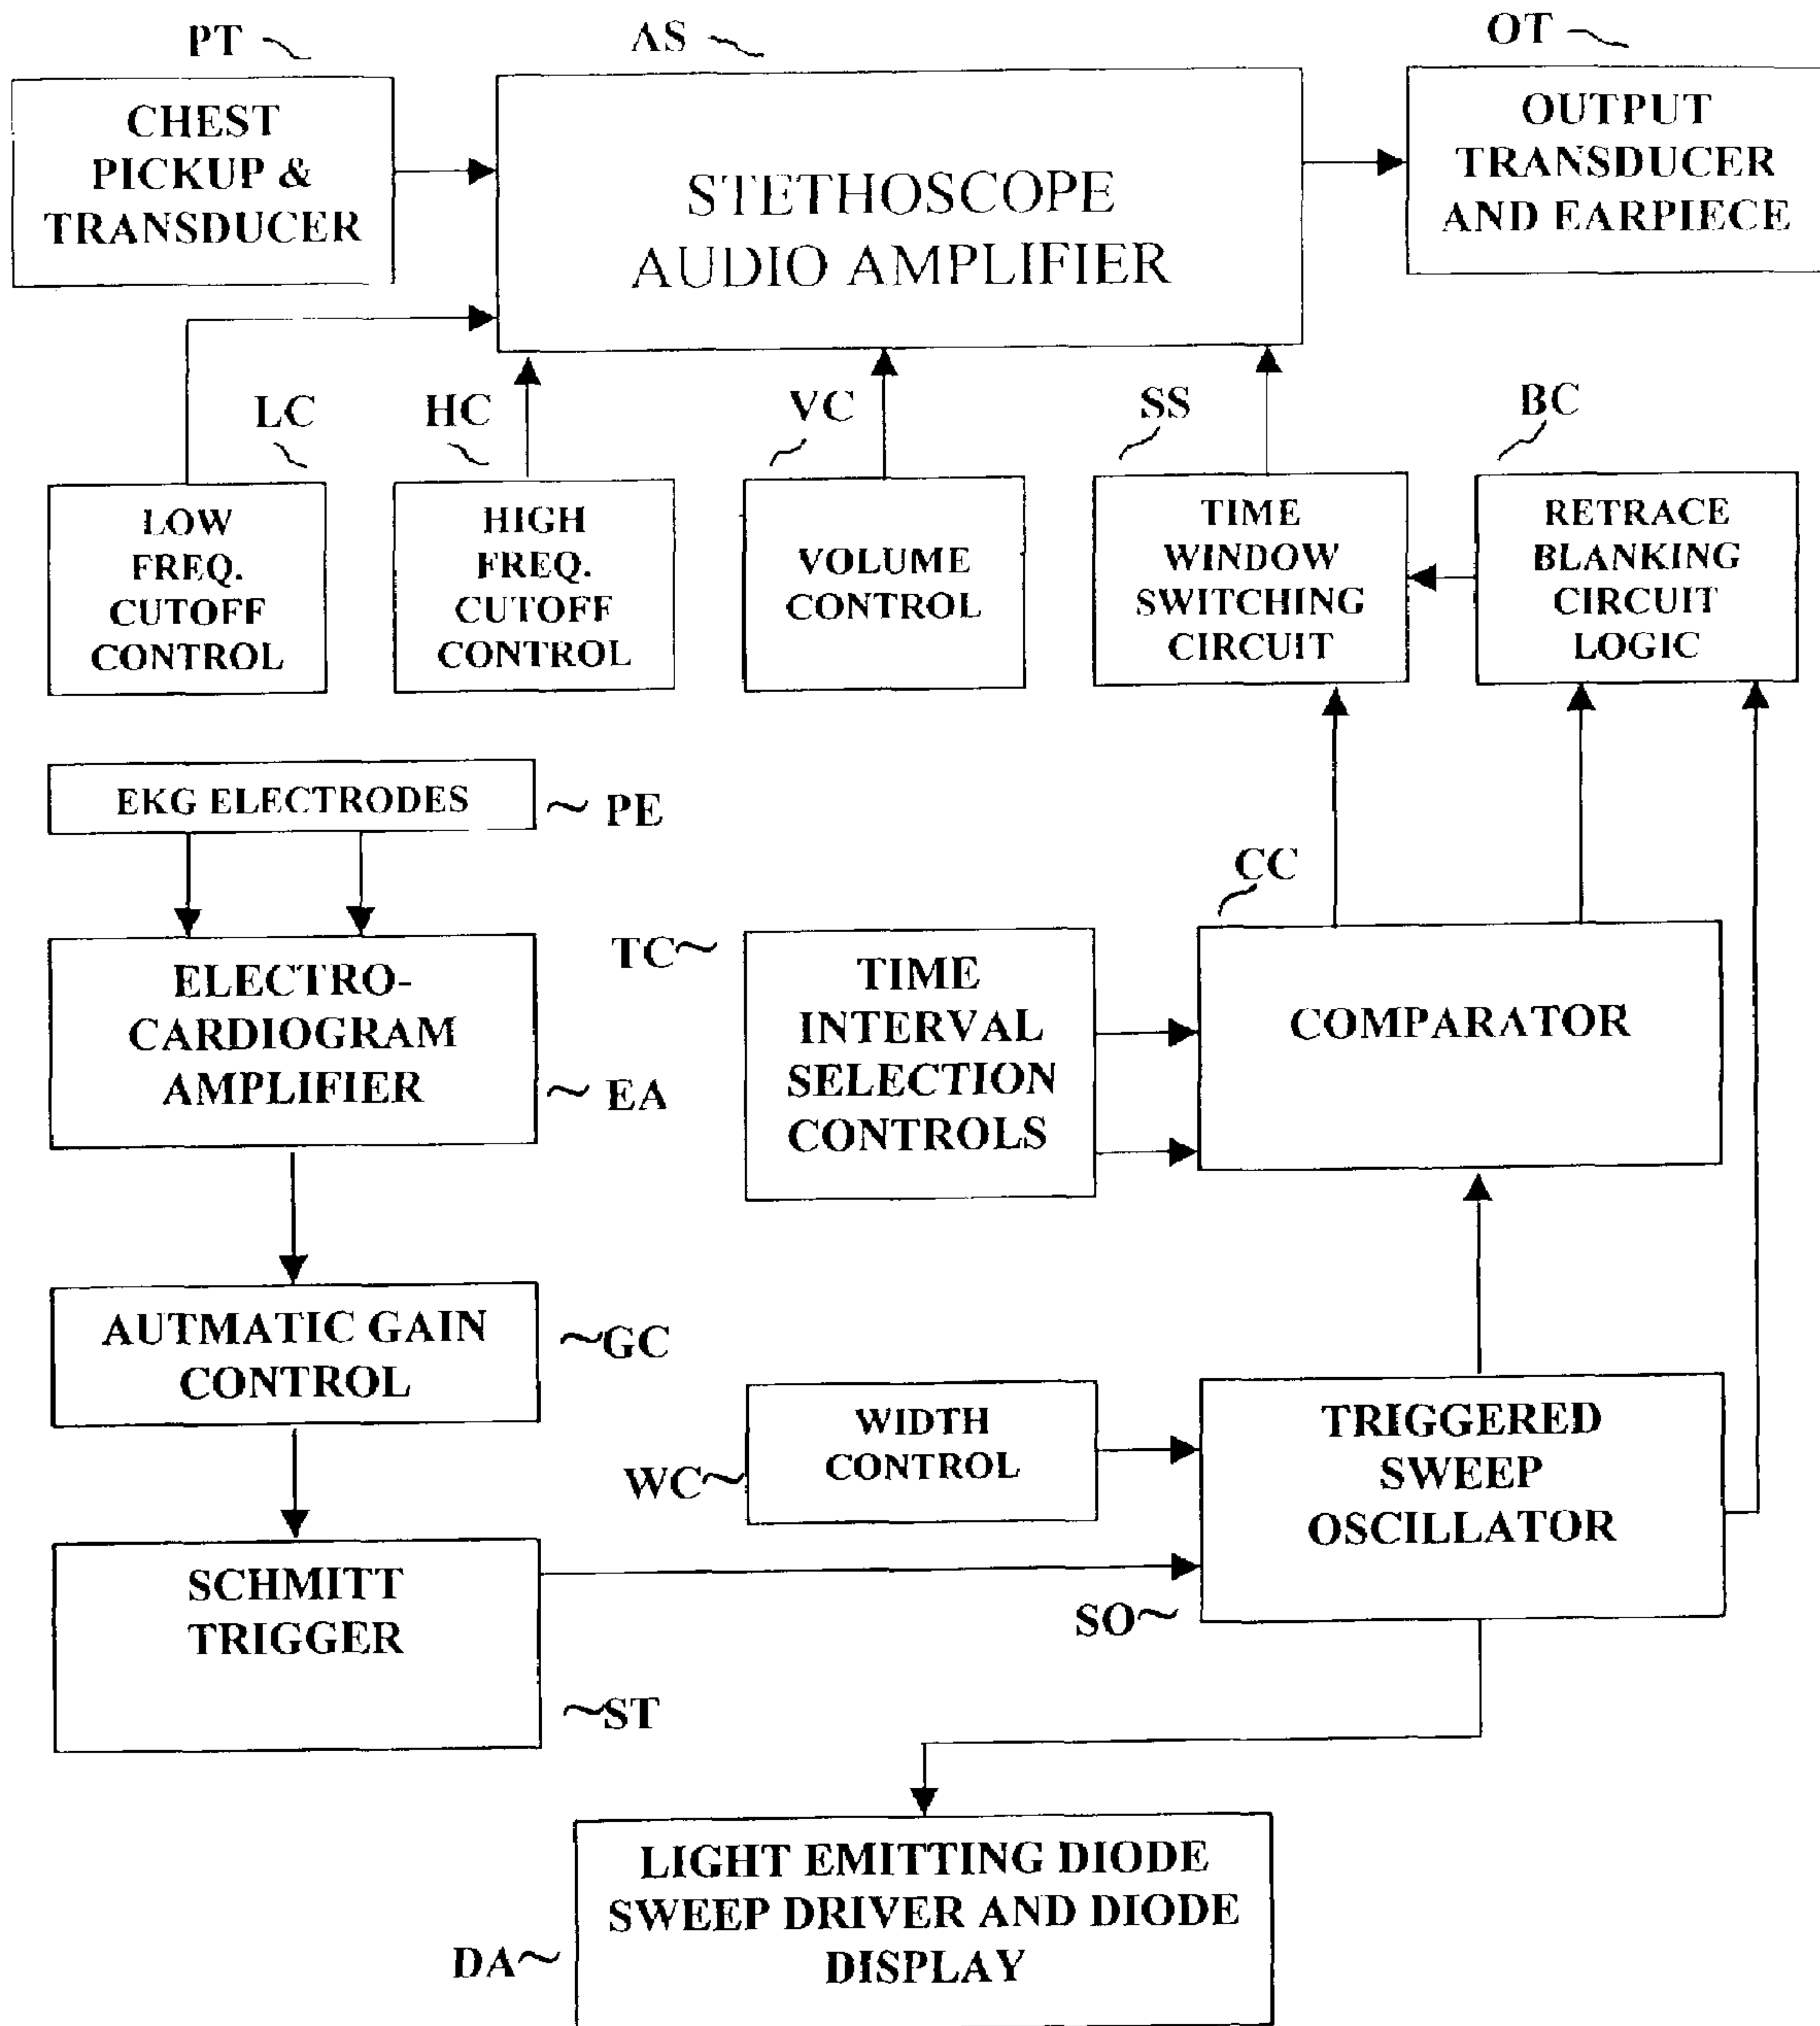 PT
AS
OT
CHEST
PICKUP &
TRANSDUCER
STETHOSCOPE
AUDIO AMPLIFIER
OUTPUT
TRANSDUCER
AND EARPIECE
LC
HC
VC
SS
BC
LOW
FREQ.
CUTOFF
CONTROL
HIGH
FREQ.
CUTOFF
CONTROL
VOLUME
CONTROL
TIME
WINDOW
SWITCHING
CIRCUIT
RETRACE
BLANKING
CIRCUIT
LOGIC
EKG ELECTRODES
PE
ELECTRO-
CARDIOGRAM
AMPLIFIER
EA
TC
TIME
INTERVAL
SELECTION
CONTROLS
CC
COMPARATOR
AUTMATIC GAIN
CONTROL
GC
WIDTH
CONTROL
WC
TRIGGERED
SWEEP
OSCILLATOR
SO
SCHMITT
TRIGGER
ST
LIGHT EMITTING DIODE
SWEEP DRIVER AND DIODE
DISPLAY
DA